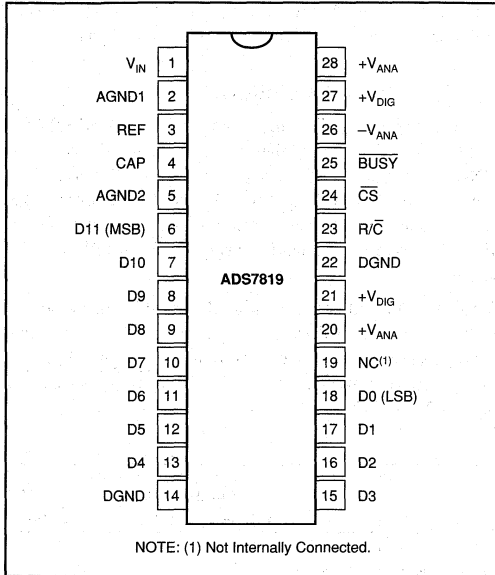 V_IN 1 28 +V_ANA
AGND1 2 27 +V_DIG
REF 3 26 –V_ANA
CAP 4 25 B̅U̅S̅Y̅
AGND2 5 24 C̅S̅
D11 (MSB) 6 23 R/C̅
D10 7 22 DGND
ADS7819
D9 8 21 +V_DIG
D8 9 20 +V_ANA
D7 10 19 NC(1)
D6 11 18 D0 (LSB)
D5 12 17 D1
D4 13 16 D2
DGND 14 15 D3
NOTE: (1) Not Internally Connected.